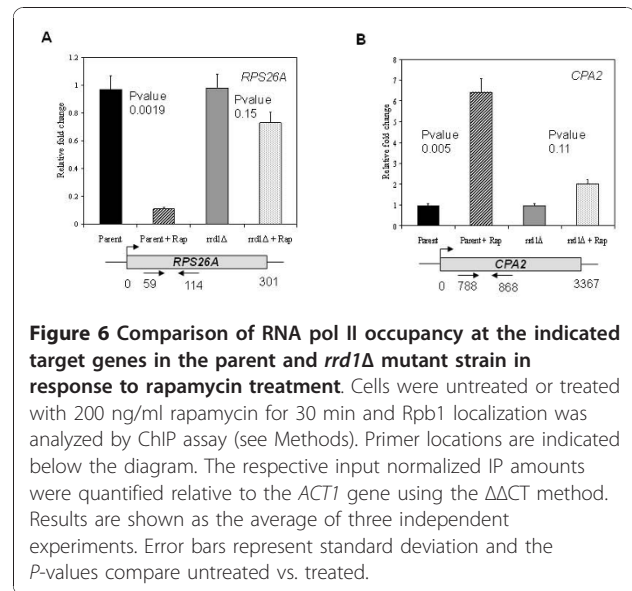 A
RPS26A
Relative fold change
1.2
1
0.8
0.6
0.4
0.2
0
Pvalue
0.0019
Pvalue
0.15
Parent
Parent + Rap
rrd1Δ
rrd1Δ + Rap
RPS26A
0
59
114
301
B
CPA2
Relative fold change
8
7
6
5
4
3
2
1
0
Pvalue
0.005
Pvalue
0.11
Parent
Parent + Rap
rrd1Δ
rrd1Δ + Rap
CPA2
0
788
868
3367
Figure 6 Comparison of RNA pol II occupancy at the indicated
target genes in the parent and rrd1Δ mutant strain in
response to rapamycin treatment. Cells were untreated or treated
with 200 ng/ml rapamycin for 30 min and Rpb1 localization was
analyzed by ChIP assay (see Methods). Primer locations are indicated
below the diagram. The respective input normalized IP amounts
were quantified relative to the ACT1 gene using the ΔΔCT method.
Results are shown as the average of three independent
experiments. Error bars represent standard deviation and the
P-values compare untreated vs. treated.